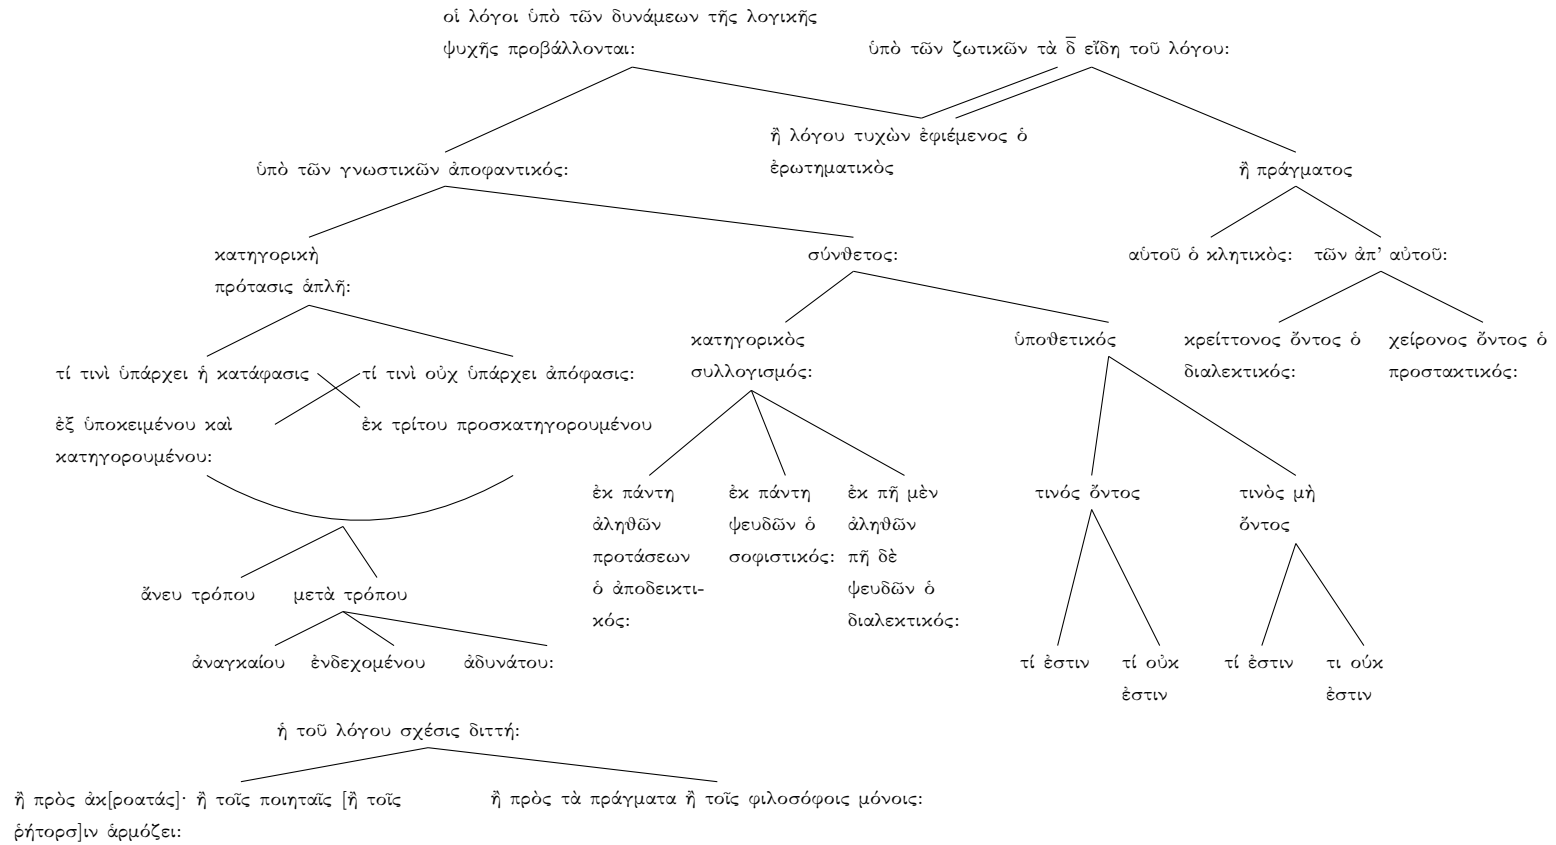 οἱ λόγοι ὑπὸ τῶν δυνάμεων τῆς λογικῆς
ψυχῆς προβάλλονται:
ὑπὸ τῶν ζωτικῶν τὰ δ̅ εἴδη τοῦ λόγου:
ἢ λόγου τυχὼν ἐφιέμενος ὁ
ἐρωτηματικὸς
ὑπὸ τῶν γνωστικῶν ἀποφαντικός:
ἢ πράγματος
κατηγορικὴ
πρότασις ἁπλῆ:
σύνθετος:
αὑτοῦ ὁ κλητικὸς:
τῶν ἀπ’ αὐτοῦ:
κατηγορικὸς
συλλογισμός:
ὑποθετικός
κρείττονος ὄντος ὁ
διαλεκτικός:
χείρονος ὄντος ὁ
προστακτικός:
τί τινὶ ὑπάρχει ἡ κατάφασις
τί τινὶ οὐχ ὑπάρχει ἀπόφασις:
ἐξ ὑποκειμένου καὶ
κατηγορουμένου:
ἐκ τρίτου προσκατηγορουμένου
ἐκ πάντη
ἀληθῶν
προτάσεων
ὁ ἀποδεικτι-
κός:
ἐκ πάντη
ψευδῶν ὁ
σοφιστικός:
ἐκ πῆ μὲν
ἀληθῶν
πῆ δὲ
ψευδῶν ὁ
διαλεκτικός:
τινός ὄντος
τινὸς μὴ
ὄντος
ἄνευ τρόπου
μετὰ τρόπου
ἀναγκαίου
ἐνδεχομένου
ἀδυνάτου:
τί ἐστιν
τί οὐκ
ἐστιν
τί ἐστιν
τι ούκ
ἐστιν
ἡ τοῦ λόγου σχέσις διττή:
ἢ πρὸς ἀκ[ροατάς]· ἢ τοῖς ποιηταῖς [ἢ τοῖς
ῥήτορσ]ιν ἁρμόζει:
ἢ πρὸς τὰ πράγματα ἢ τοῖς φιλοσόφοις μόνοις: